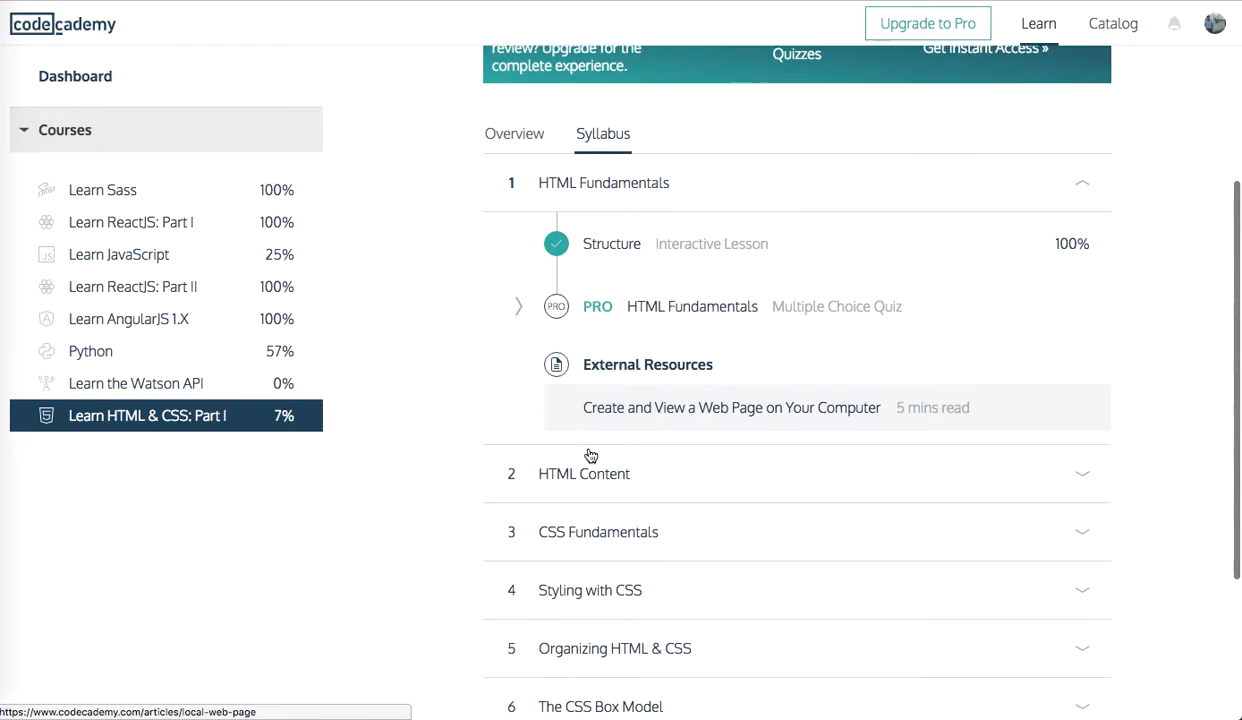 codecademy
Upgrade to Pro
Learn
Catalog
Dashboard
Courses
Learn Sass 100%
Learn ReactJS: Part I 100%
JS Learn JavaScript 25%
Learn ReactJS: Part II 100%
Learn AngularJS 1.X 100%
Python 57%
Learn the Watson API 0%
5 Learn HTML & CSS: Part I 7%
review? Upgrade for the
complete experience.
Quizzes
Get Instant Access »
Overview
Syllabus
1 HTML Fundamentals
Structure Interactive Lesson 100%
PRO PRO HTML Fundamentals Multiple Choice Quiz
External Resources
Create and View a Web Page on Your Computer 5 mins read
2 HTML Content
3 CSS Fundamentals
4 Styling with CSS
5 Organizing HTML & CSS
6 The CSS Box Model
https://www.codecademy.com/articles/local-web-page